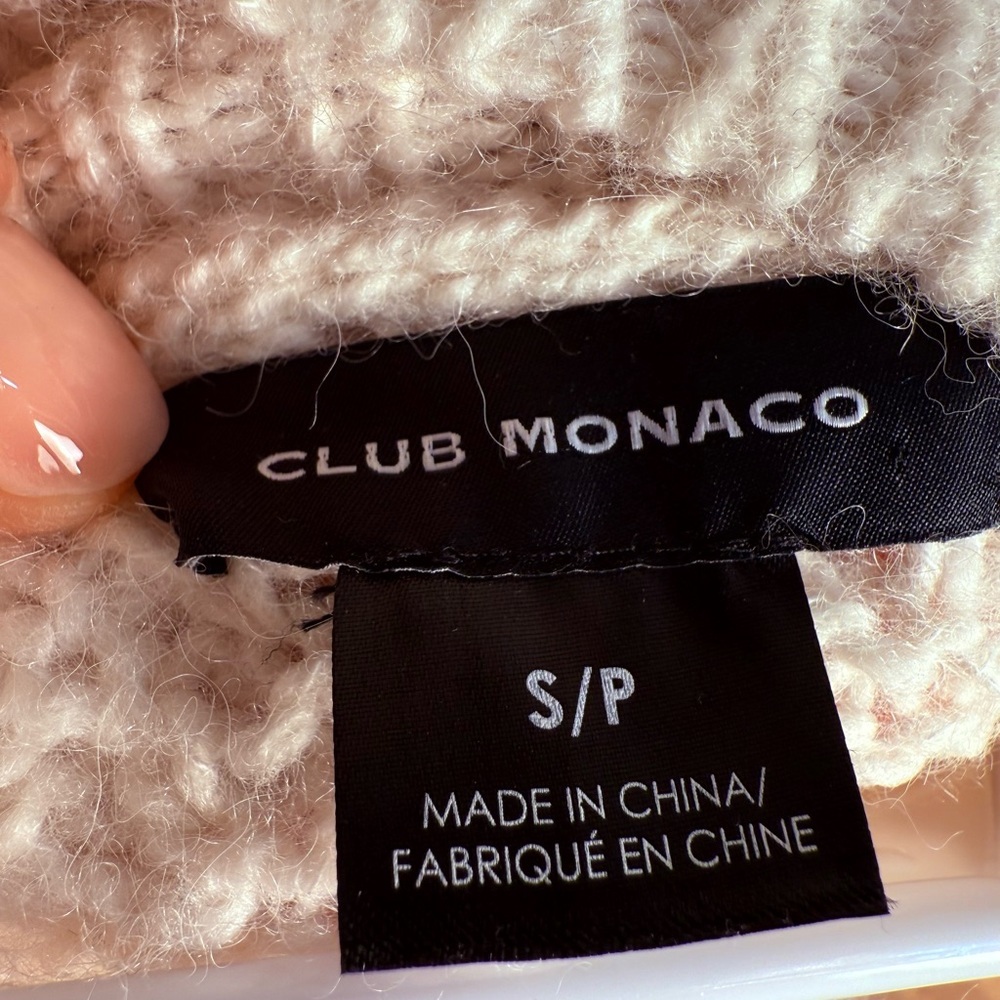 CLUB MONACO
S/P
MADE IN CHINA/
FABRIQUÉ EN CHINE